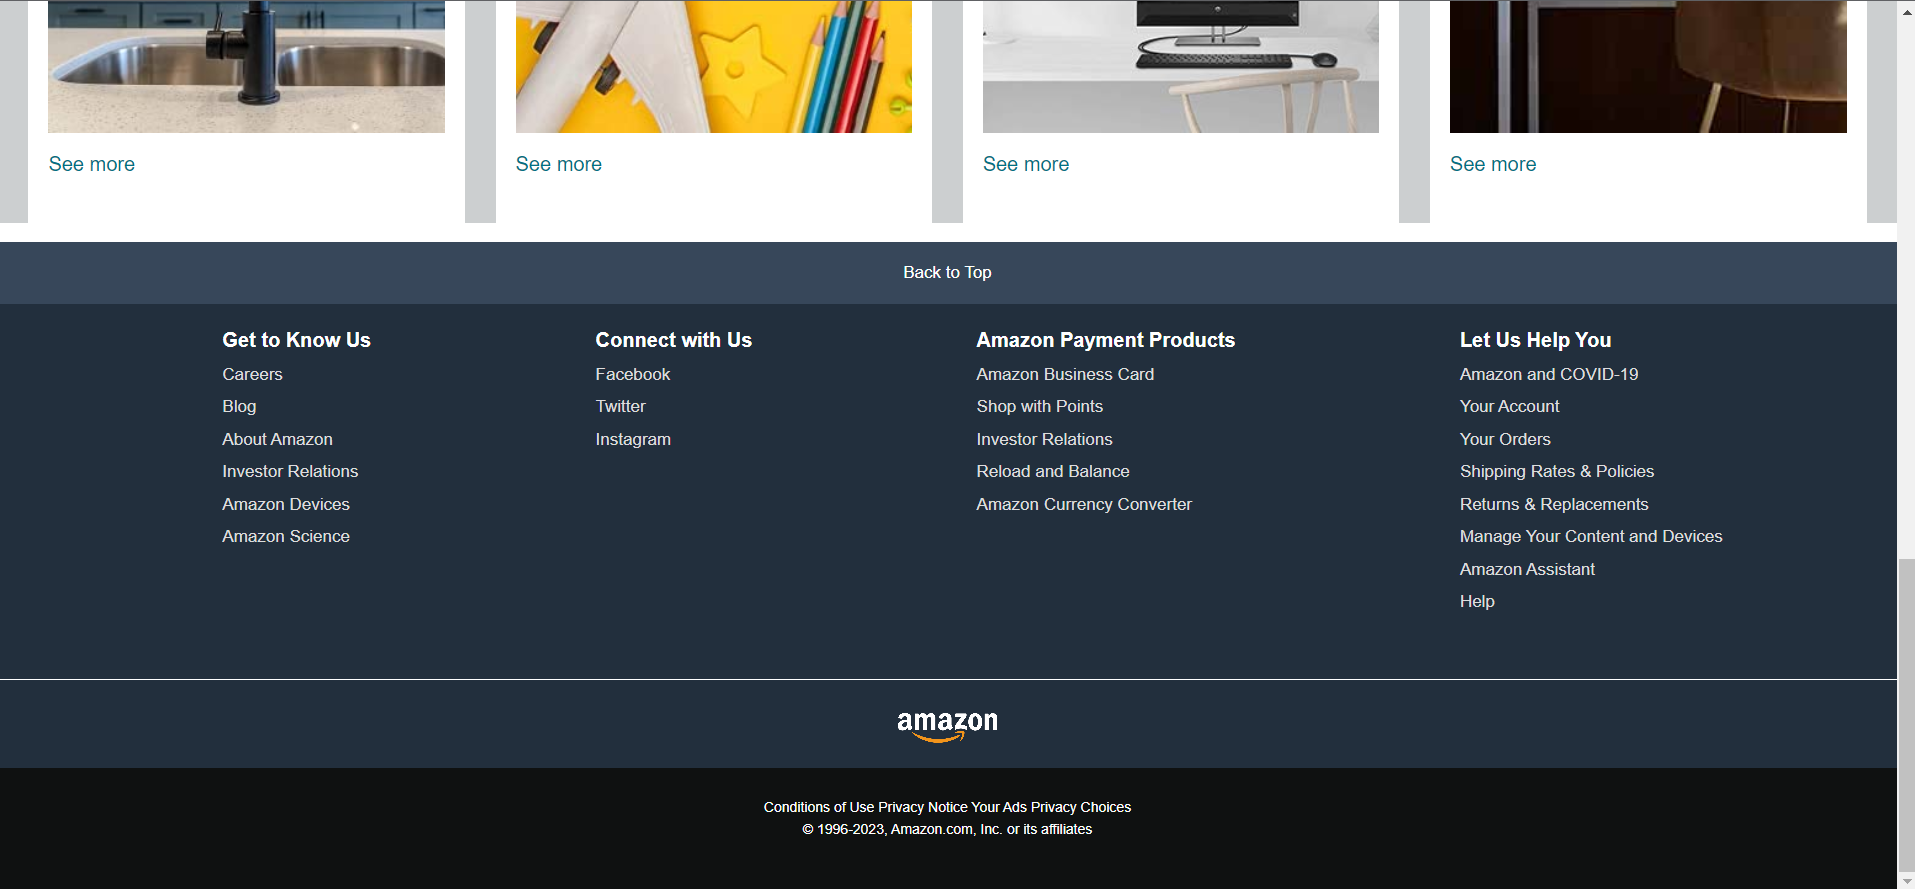 See more
See more
See more
See more
Back to Top
Get to Know Us
Careers
Blog
About Amazon
Investor Relations
Amazon Devices
Amazon Science
Connect with Us
Facebook
Twitter
Instagram
Amazon Payment Products
Amazon Business Card
Shop with Points
Investor Relations
Reload and Balance
Amazon Currency Converter
Let Us Help You
Amazon and COVID-19
Your Account
Your Orders
Shipping Rates & Policies
Returns & Replacements
Manage Your Content and Devices
Amazon Assistant
Help
amazon
Conditions of Use Privacy Notice Your Ads Privacy Choices
© 1996-2023, Amazon.com, Inc. or its affiliates